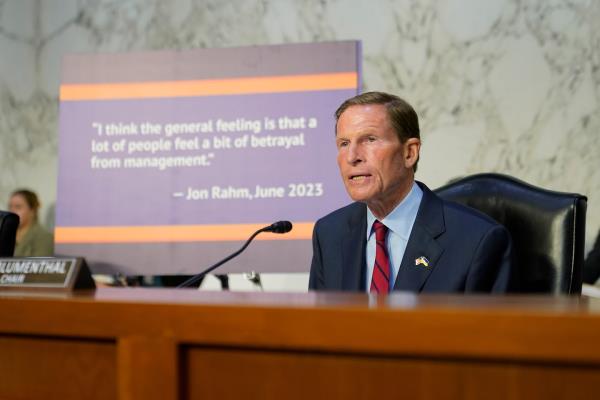 "I think the general feeling is that a
lot of people feel a bit of betrayal
from management."
— Jon Rahm, June 2023
BLUMENTHAL
CHAIR